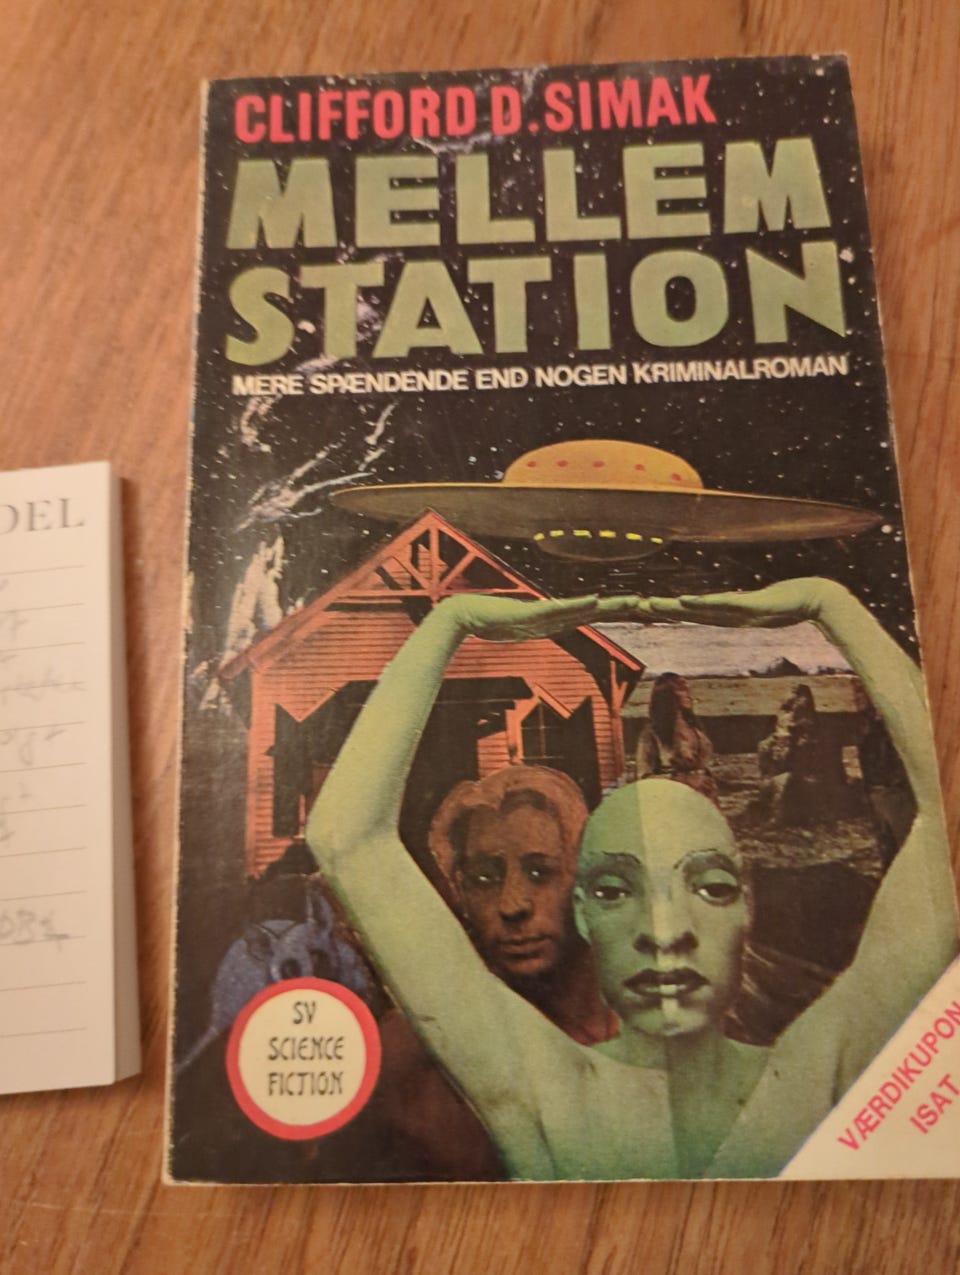 CLIFFORD D. SIMAK
MELLEM
STATION
MERE SPÆNDENDE END NOGEN KRIMINALROMAN
SV
SCIENCE
FICTION
VÆRDIKUPON
ISAT
DEL